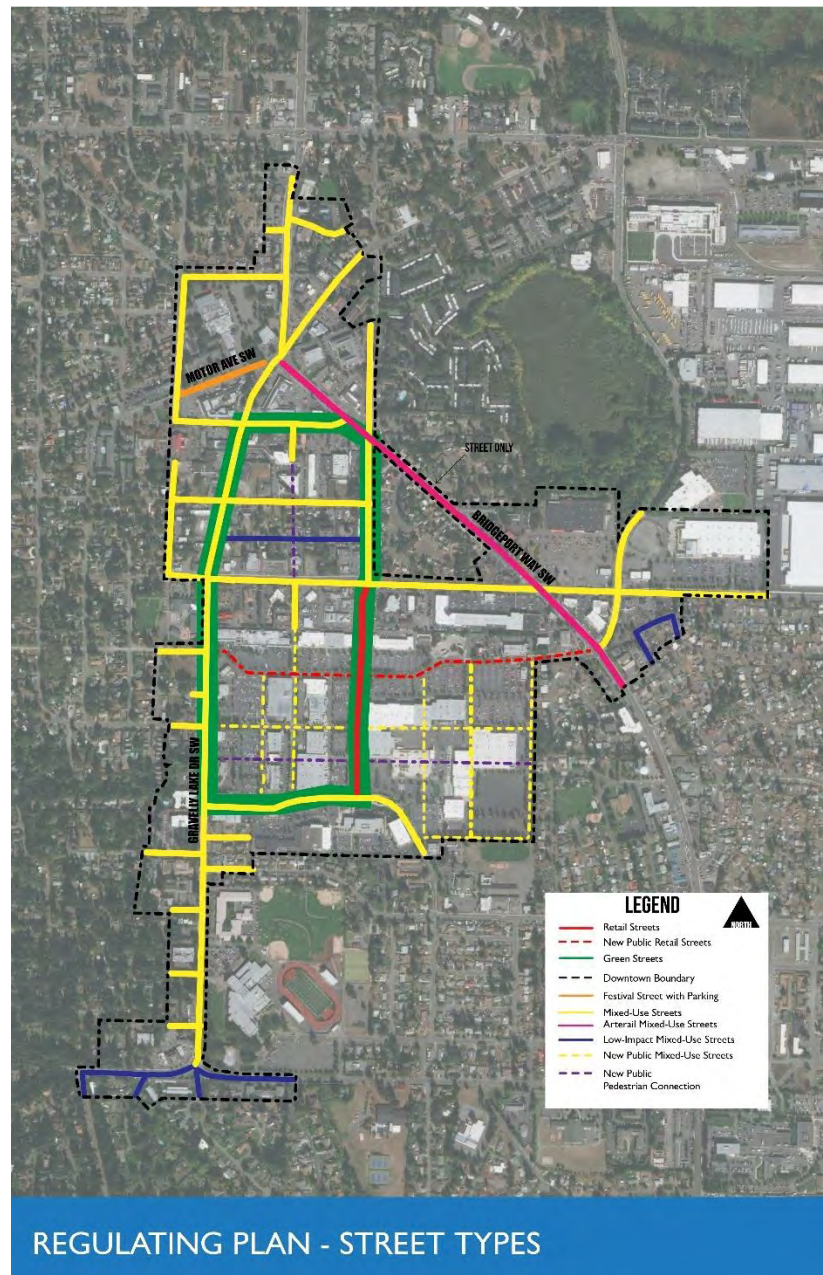 MOTOR AVE SW
STREET ONLY
BRIDGEPORT WAY SW
GRAVELLY LAKE DR SW
LEGEND
NORTH
Retail Streets
New Public Retail Streets
Green Streets
Downtown Boundary
Festival Street with Parking
Mixed-Use Streets
Arterail Mixed-Use Streets
Low-Impact Mixed-Use Streets
New Public Mixed-Use Streets
New Public
Pedestrian Connection
REGULATING PLAN - STREET TYPES